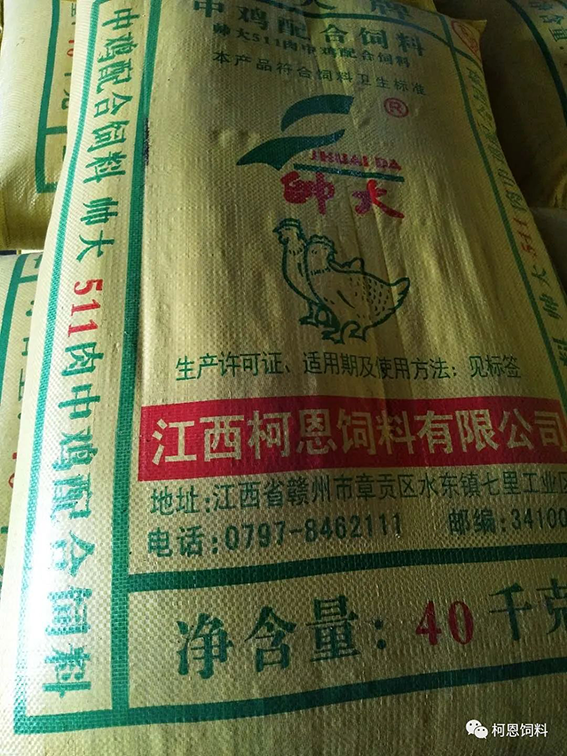 大牌
中鸡配合饲料
帅大511肉中鸡配合饲料
本产品符合饲料卫生标准
®
SHUAI DA
帅大
生产许可证、适用期及使用方法：见标签
江西柯恩饲料有限公司
地址：江西省赣州市章贡区水东镇七里工业区
电话：0797-8462111 邮编：34100
净含量：40千克
中鸡配合饲料 帅大 511肉中鸡配合饲料
柯恩饲料